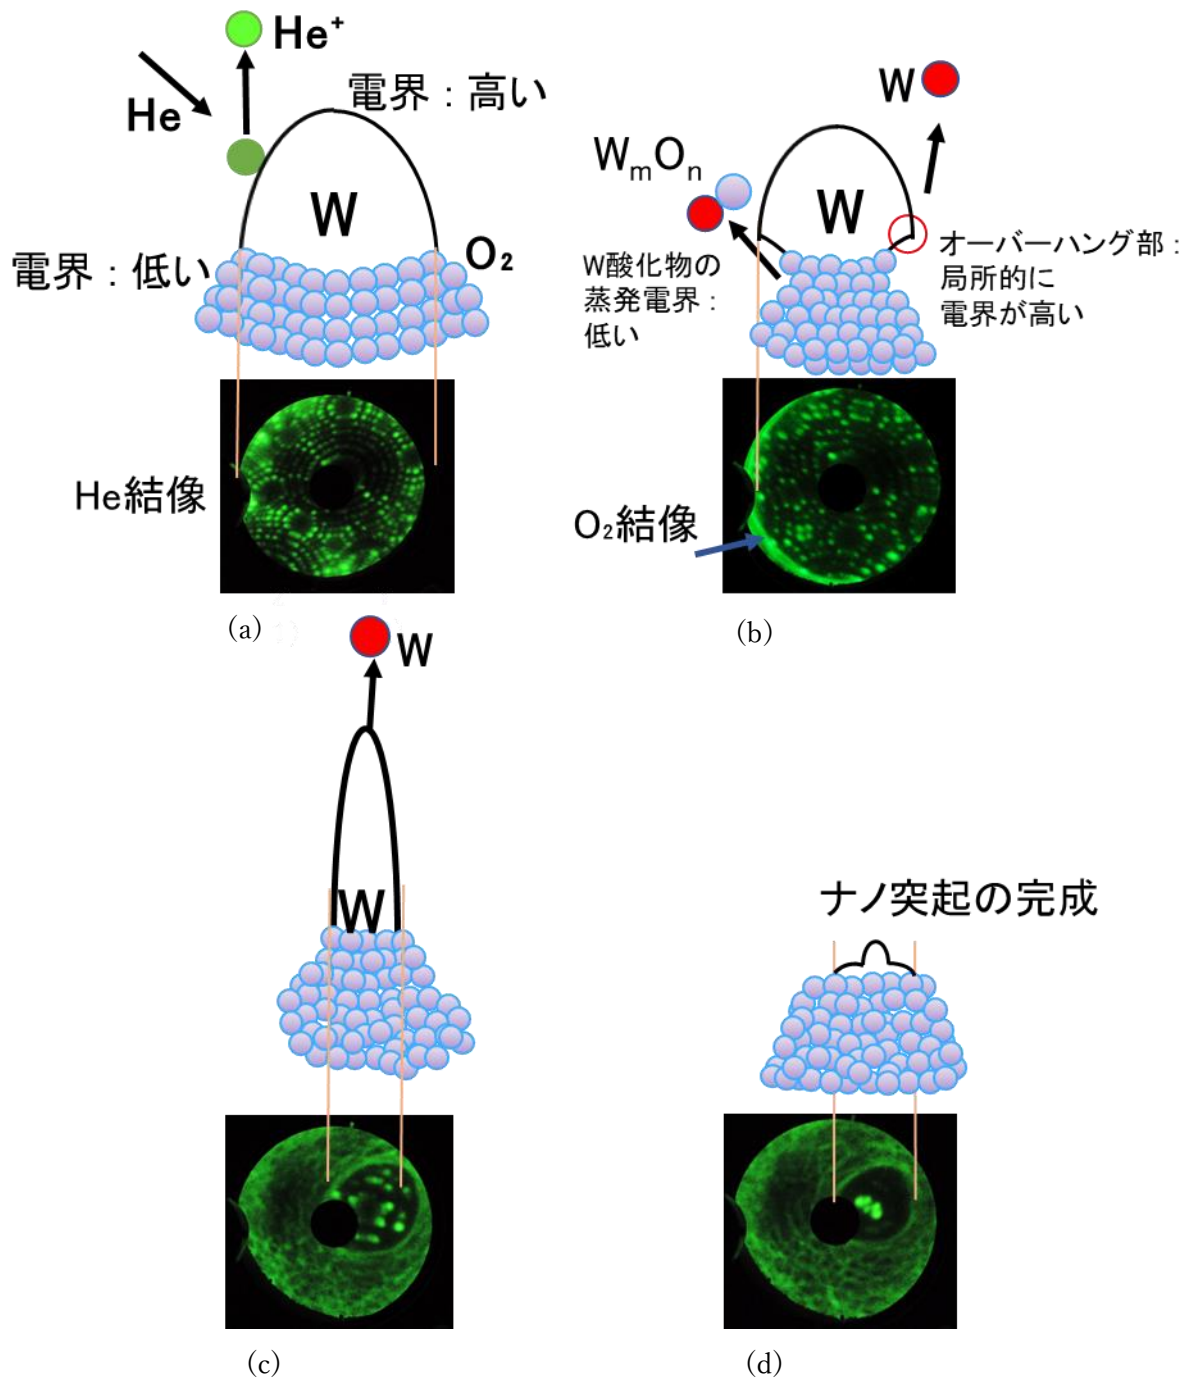 He⁺
電界：高い
He
W
O₂
電界：低い
He結像
(a)
W
WₘOₙ
W
W酸化物の
蒸発電界：
低い
オーバーハング部：
局所的に
電界が高い
O₂結像
(b)
W
W
(c)
ナノ突起の完成
(d)